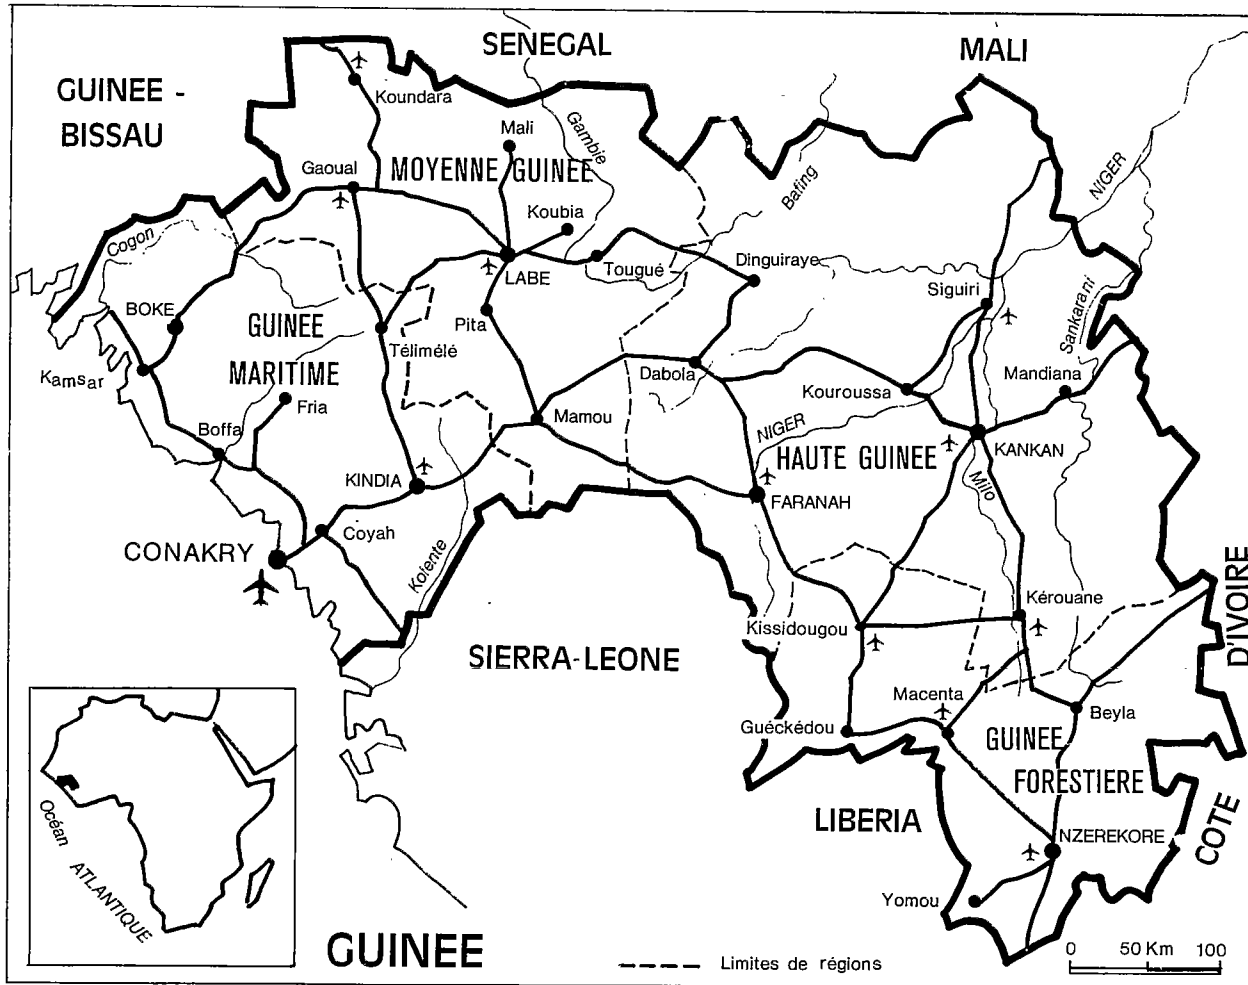 SENEGAL
MALI
GUINEE -
BISSAU
Koundara
Mali
Gambie
MOYENNE GUINEE
Gaoual
Koubia
Bafing
NIGER
Cogon
LABE
Tougué
Dinguiraye
BOKE
GUINEE
MARITIME
Pita
Télimélé
Siguiri
Sankarani
Kamsar
Fria
Dabola
Kouroussa
Mandiana
Boffa
Mamou
NIGER
HAUTE GUINEE
KANKAN
KINDIA
FARANAH
Milo
Coyah
CONAKRY
Kolente
Kérouane
Kissidougou
SIERRA-LEONE
D'IVOIRE
Macenta
Beyla
Guéckédou
GUINEE
FORESTIERE
LIBERIA
COTE
NZEREKORE
Yomou
Océan
ATLANTIQUE
GUINEE
Limites de régions
0 50 Km 100